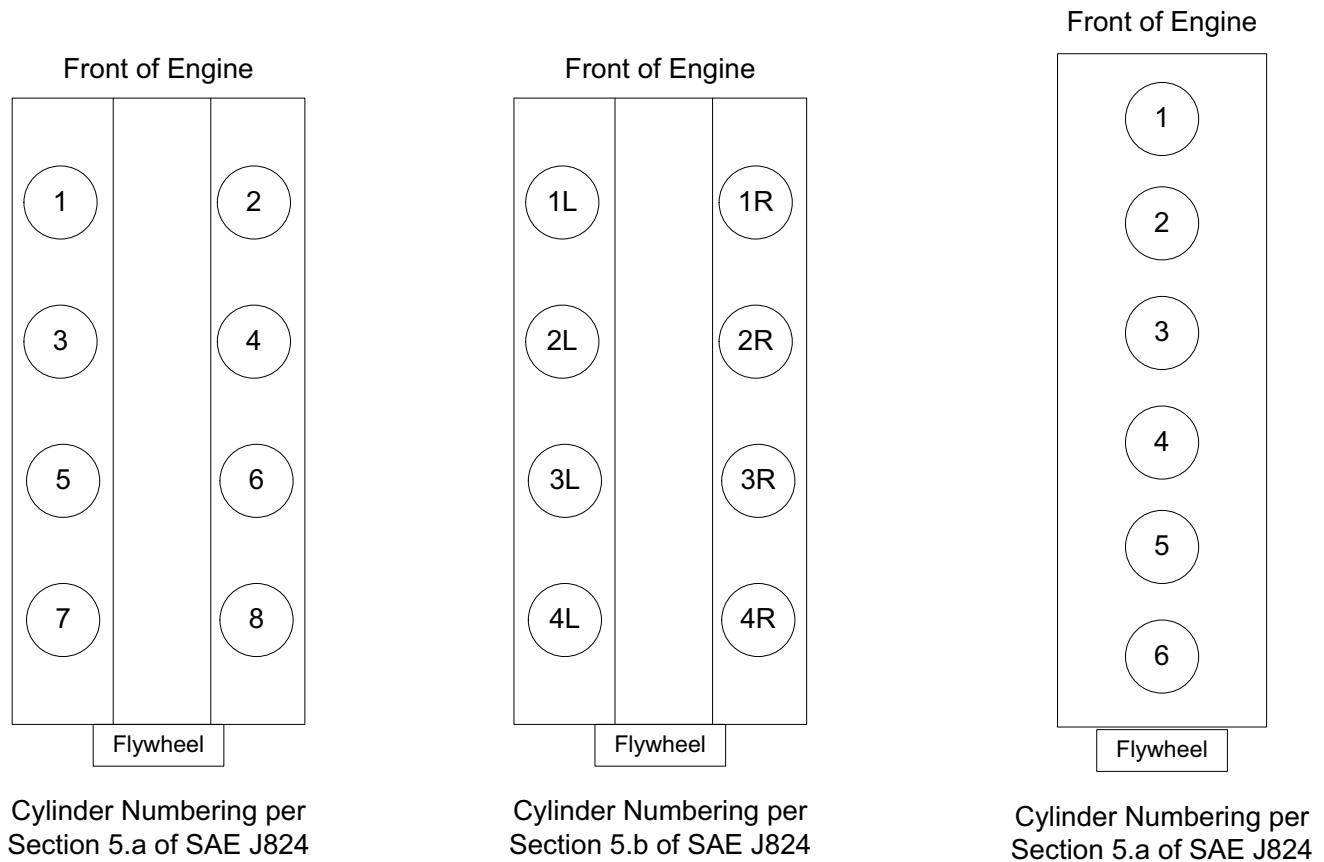 Front of Engine
1
2
3
4
5
6
7
8
Flywheel
Cylinder Numbering per
Section 5.a of SAE J824
Front of Engine
1L
1R
2L
2R
3L
3R
4L
4R
Flywheel
Cylinder Numbering per
Section 5.b of SAE J824
Front of Engine
1
2
3
4
5
6
Flywheel
Cylinder Numbering per
Section 5.a of SAE J824